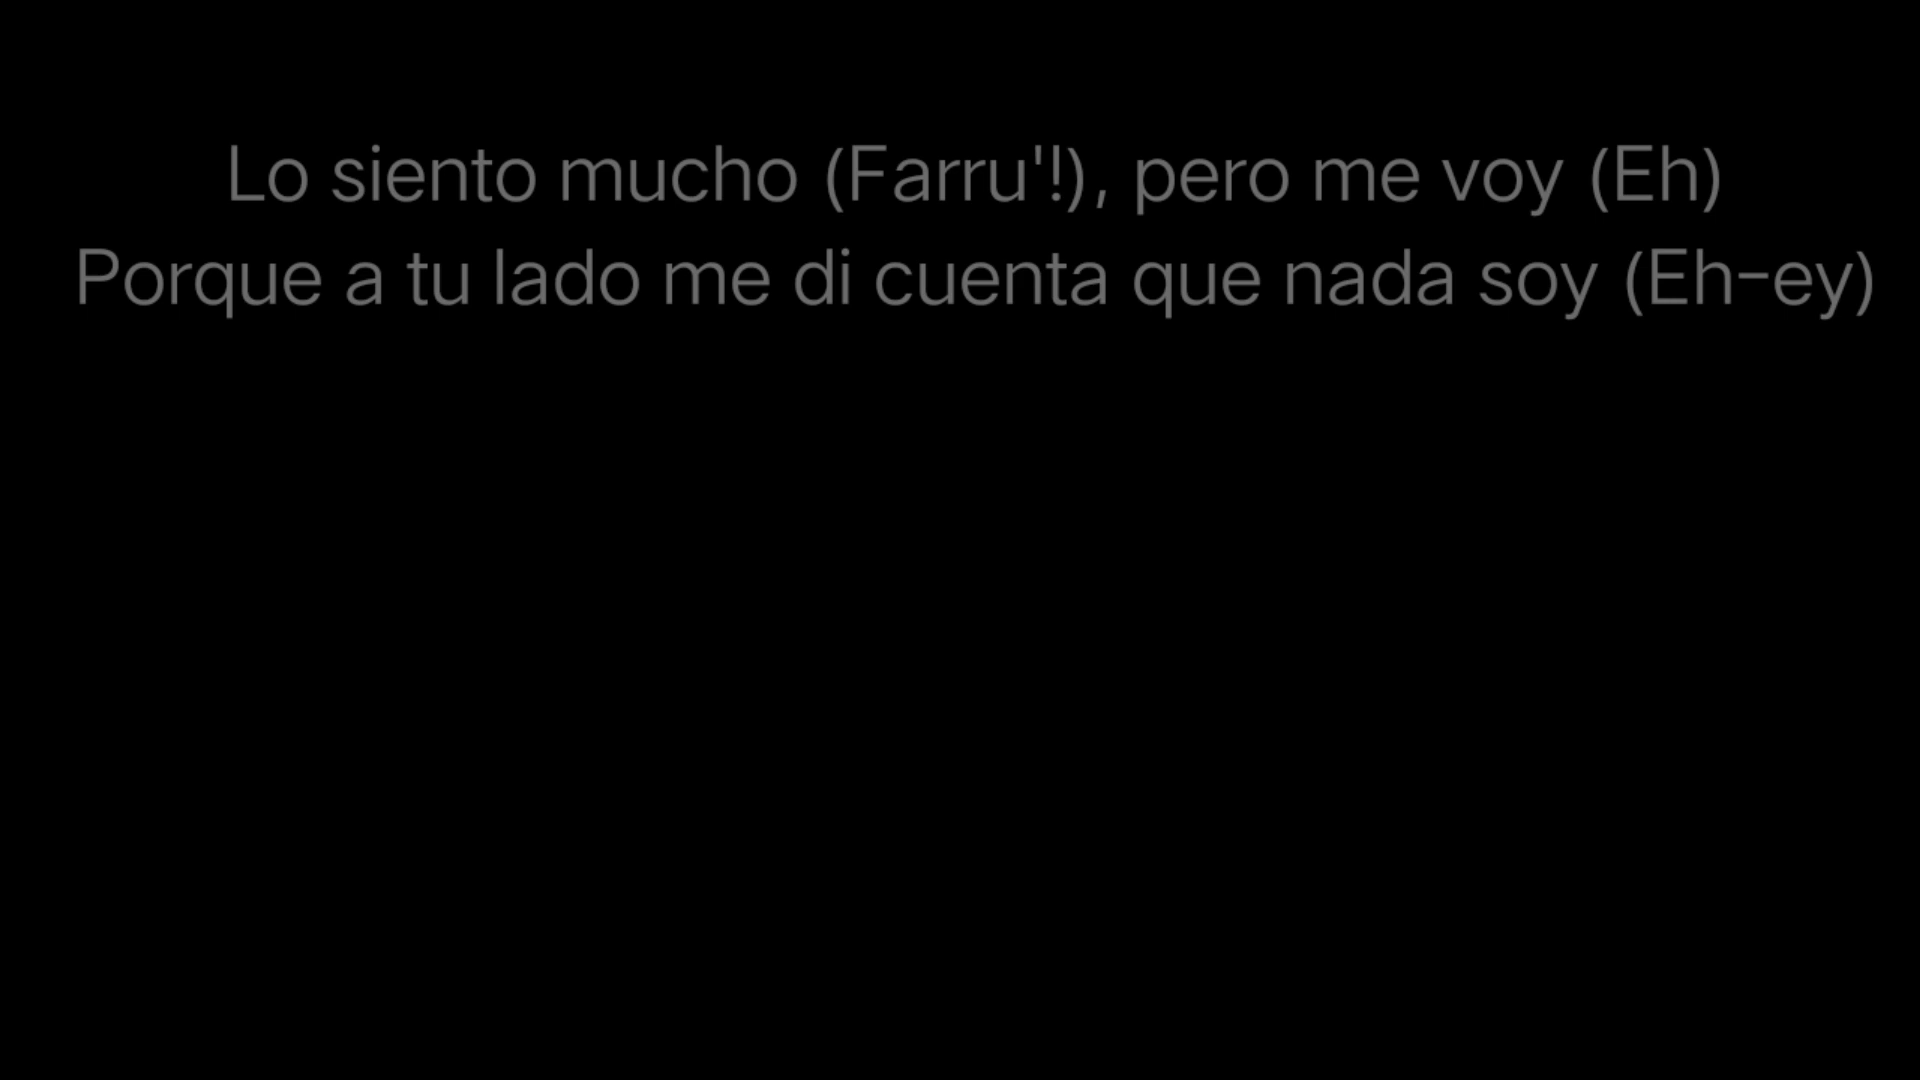 Lo siento mucho (Farru'!), pero me voy (Eh)
Porque a tu lado me di cuenta que nada soy (Eh-ey)